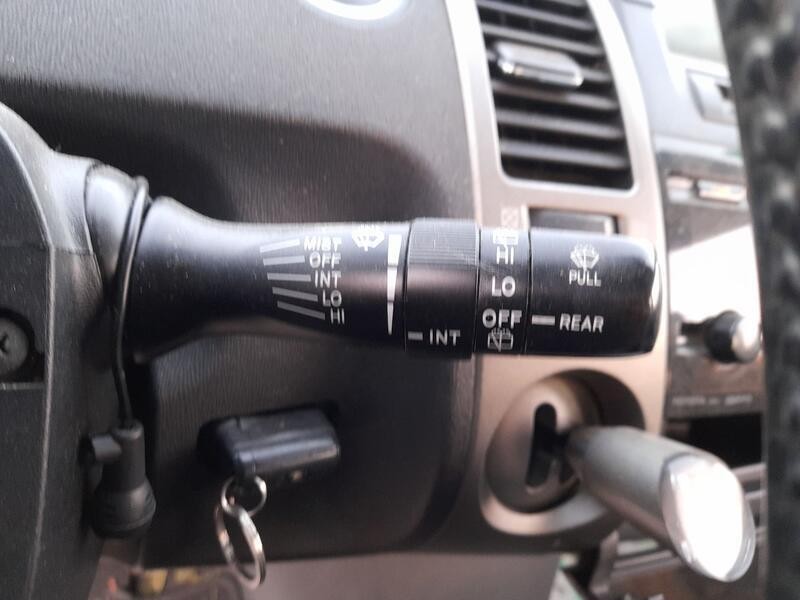 MIST
OFF
INT
LO
HI
INT
HI
LO
OFF
REAR
PULL